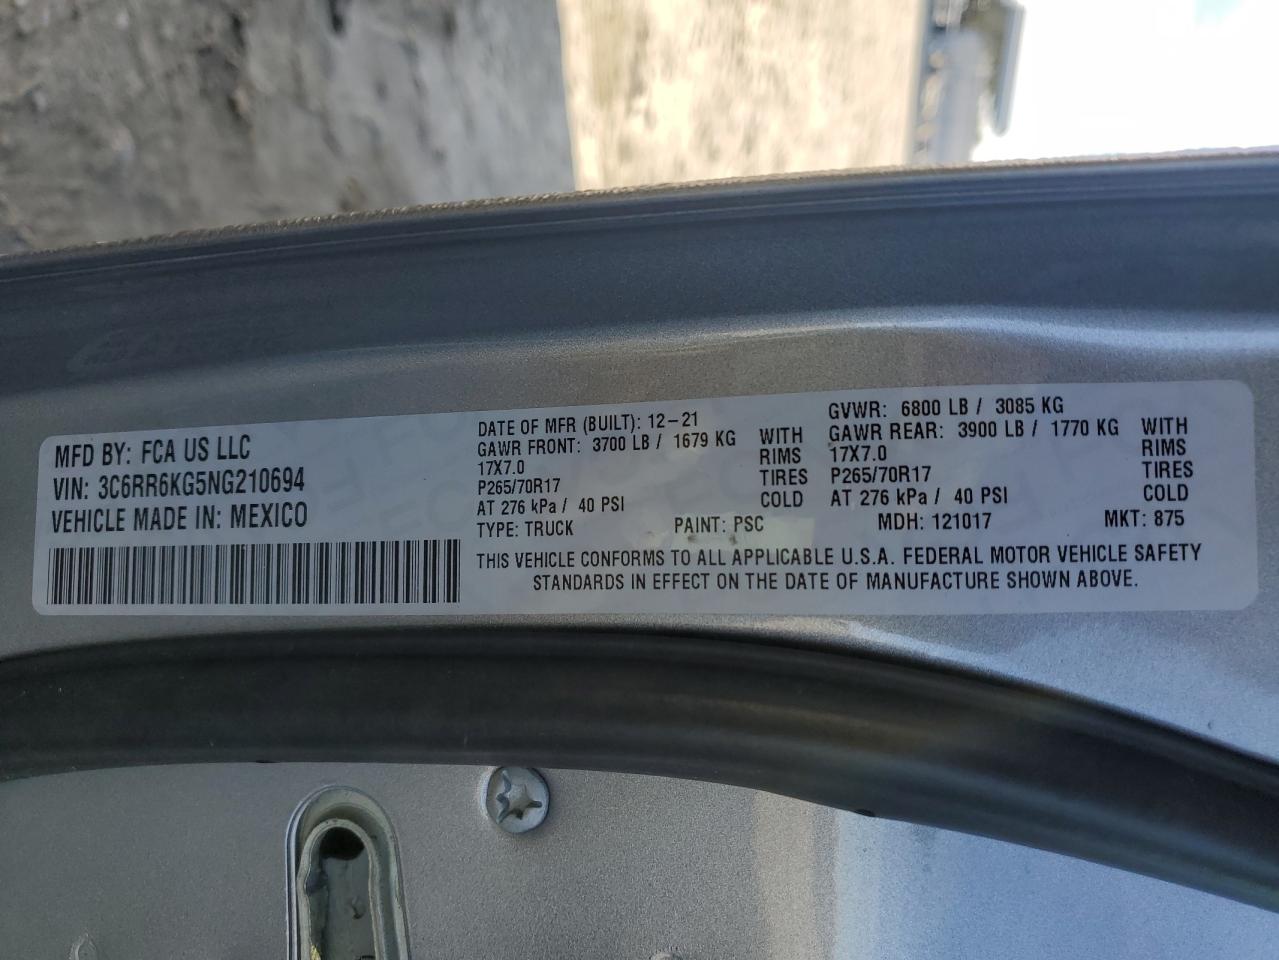 MFD BY: FCA US LLC
VIN: 3C6RR6KG5NG210694
VEHICLE MADE IN: MEXICO
DATE OF MFR (BUILT): 12-21
GAWR FRONT: 3700 LB / 1679 KG WITH
17X7.0 RIMS
P265/70R17 TIRES
AT 276 kPa / 40 PSI COLD
GVWR: 6800 LB / 3085 KG
GAWR REAR: 3900 LB / 1770 KG WITH
17X7.0 RIMS
P265/70R17 TIRES
AT 276 kPa / 40 PSI COLD
TYPE: TRUCK PAINT: PSC MDH: 121017 MKT: 875
THIS VEHICLE CONFORMS TO ALL APPLICABLE U.S.A. FEDERAL MOTOR VEHICLE SAFETY
STANDARDS IN EFFECT ON THE DATE OF MANUFACTURE SHOWN ABOVE.